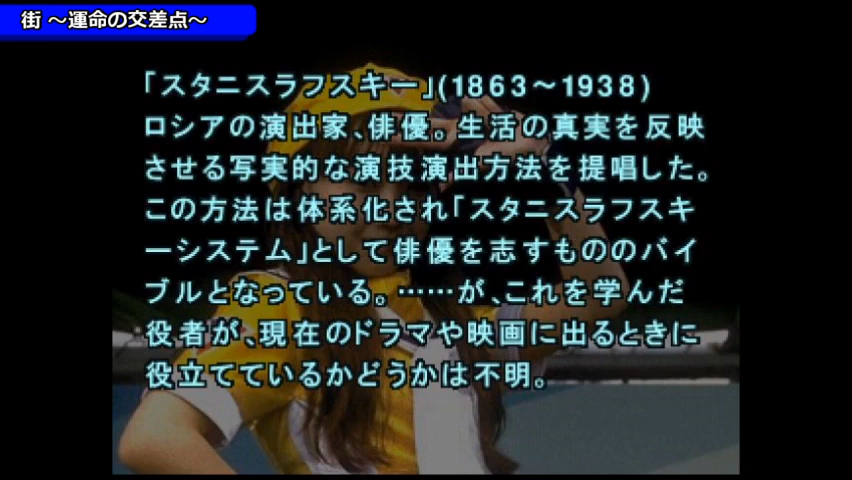 街 ～運命の交差点～
「スタニスラフスキー」(1863～1938)
ロシアの演出家、俳優。生活の真実を反映
させる写実的な演技演出方法を提唱した。
この方法は体系化され「スタニスラフスキ
ーシステム」として俳優を志すもののバイ
ブルとなっている。……が、これを学んだ
役者が、現在のドラマや映画に出るときに
役立てているかどうかは不明。